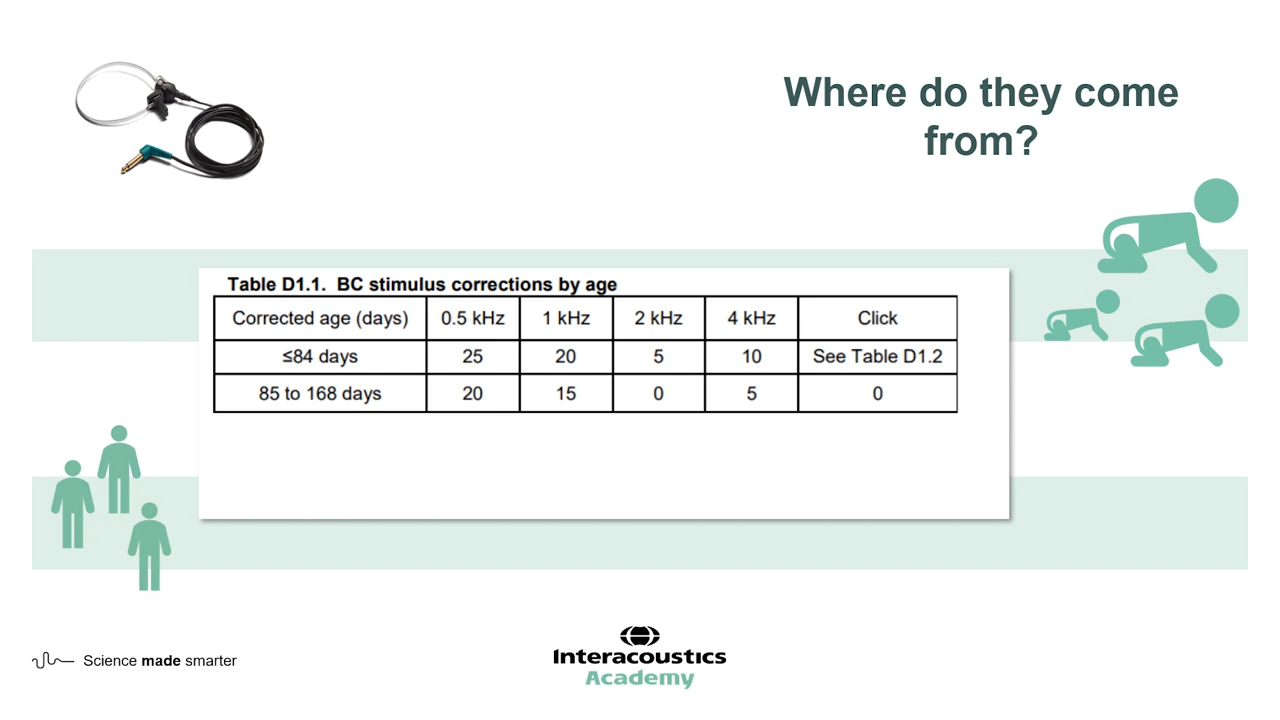 Where do they come
from?
Table D1.1. BC stimulus corrections by age
Corrected age (days) 0.5 kHz 1 kHz 2 kHz 4 kHz Click
≤84 days 25 20 5 10 See Table D1.2
85 to 168 days 20 15 0 5 0
Science made smarter
Interacoustics
Academy